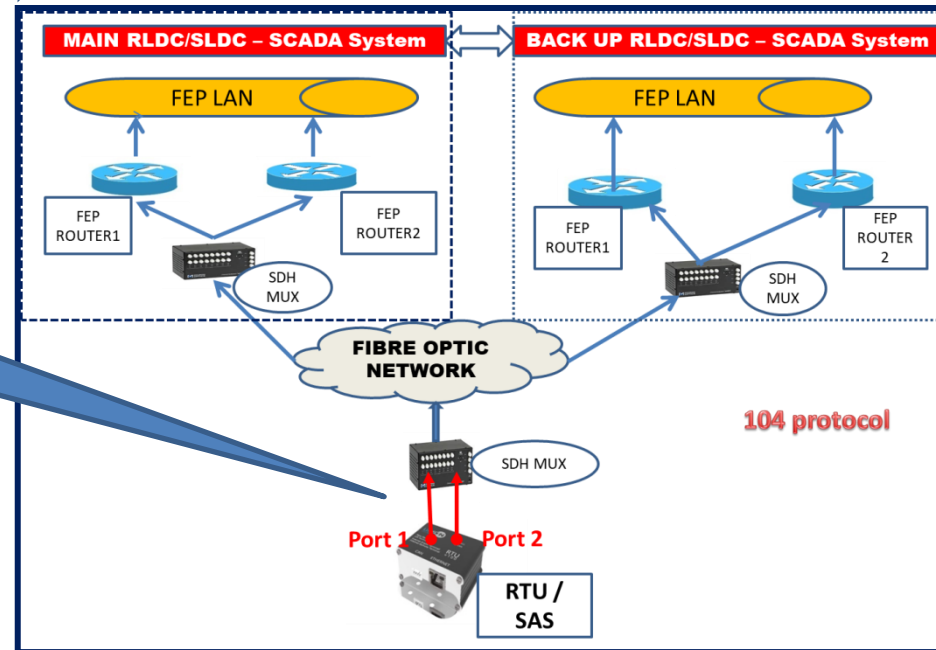 MAIN RLDC/SLDC – SCADA System
BACK UP RLDC/SLDC – SCADA System
FEP LAN
FEP LAN
FEP
ROUTER1
FEP
ROUTER2
SDH
MUX
FEP
ROUTER1
FEP
ROUTER
2
SDH
MUX
FIBRE OPTIC
NETWORK
104 protocol
SDH MUX
Port 1
Port 2
RTU /
SAS